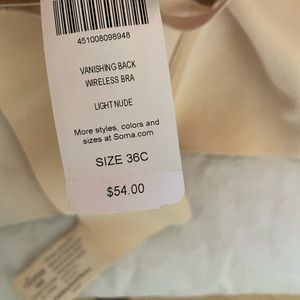 451008098948
VANISHING BACK
WIRELESS BRA
LIGHT NUDE
More styles, colors and
sizes at Soma.com
SIZE 36C
$54.00